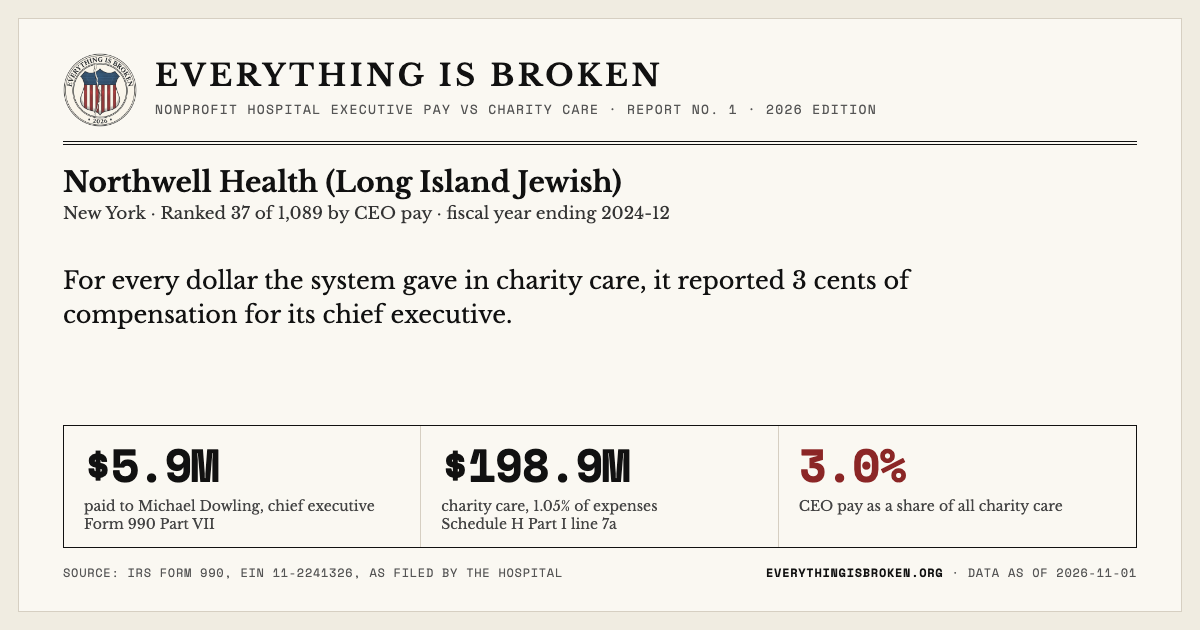 EVERYTHING IS BROKEN
· 2026 ·
EVERYTHING IS BROKEN
NONPROFIT HOSPITAL EXECUTIVE PAY VS CHARITY CARE · REPORT NO. 1 · 2026 EDITION
Northwell Health (Long Island Jewish)
New York · Ranked 37 of 1,089 by CEO pay · fiscal year ending 2024-12
For every dollar the system gave in charity care, it reported 3 cents of
compensation for its chief executive.
$5.9M
paid to Michael Dowling, chief executive
Form 990 Part VII
$198.9M
charity care, 1.05% of expenses
Schedule H Part I line 7a
3.0%
CEO pay as a share of all charity care
SOURCE: IRS FORM 990, EIN 11-2241326, AS FILED BY THE HOSPITAL
EVERYTHINGISBROKEN.ORG · DATA AS OF 2026-11-01